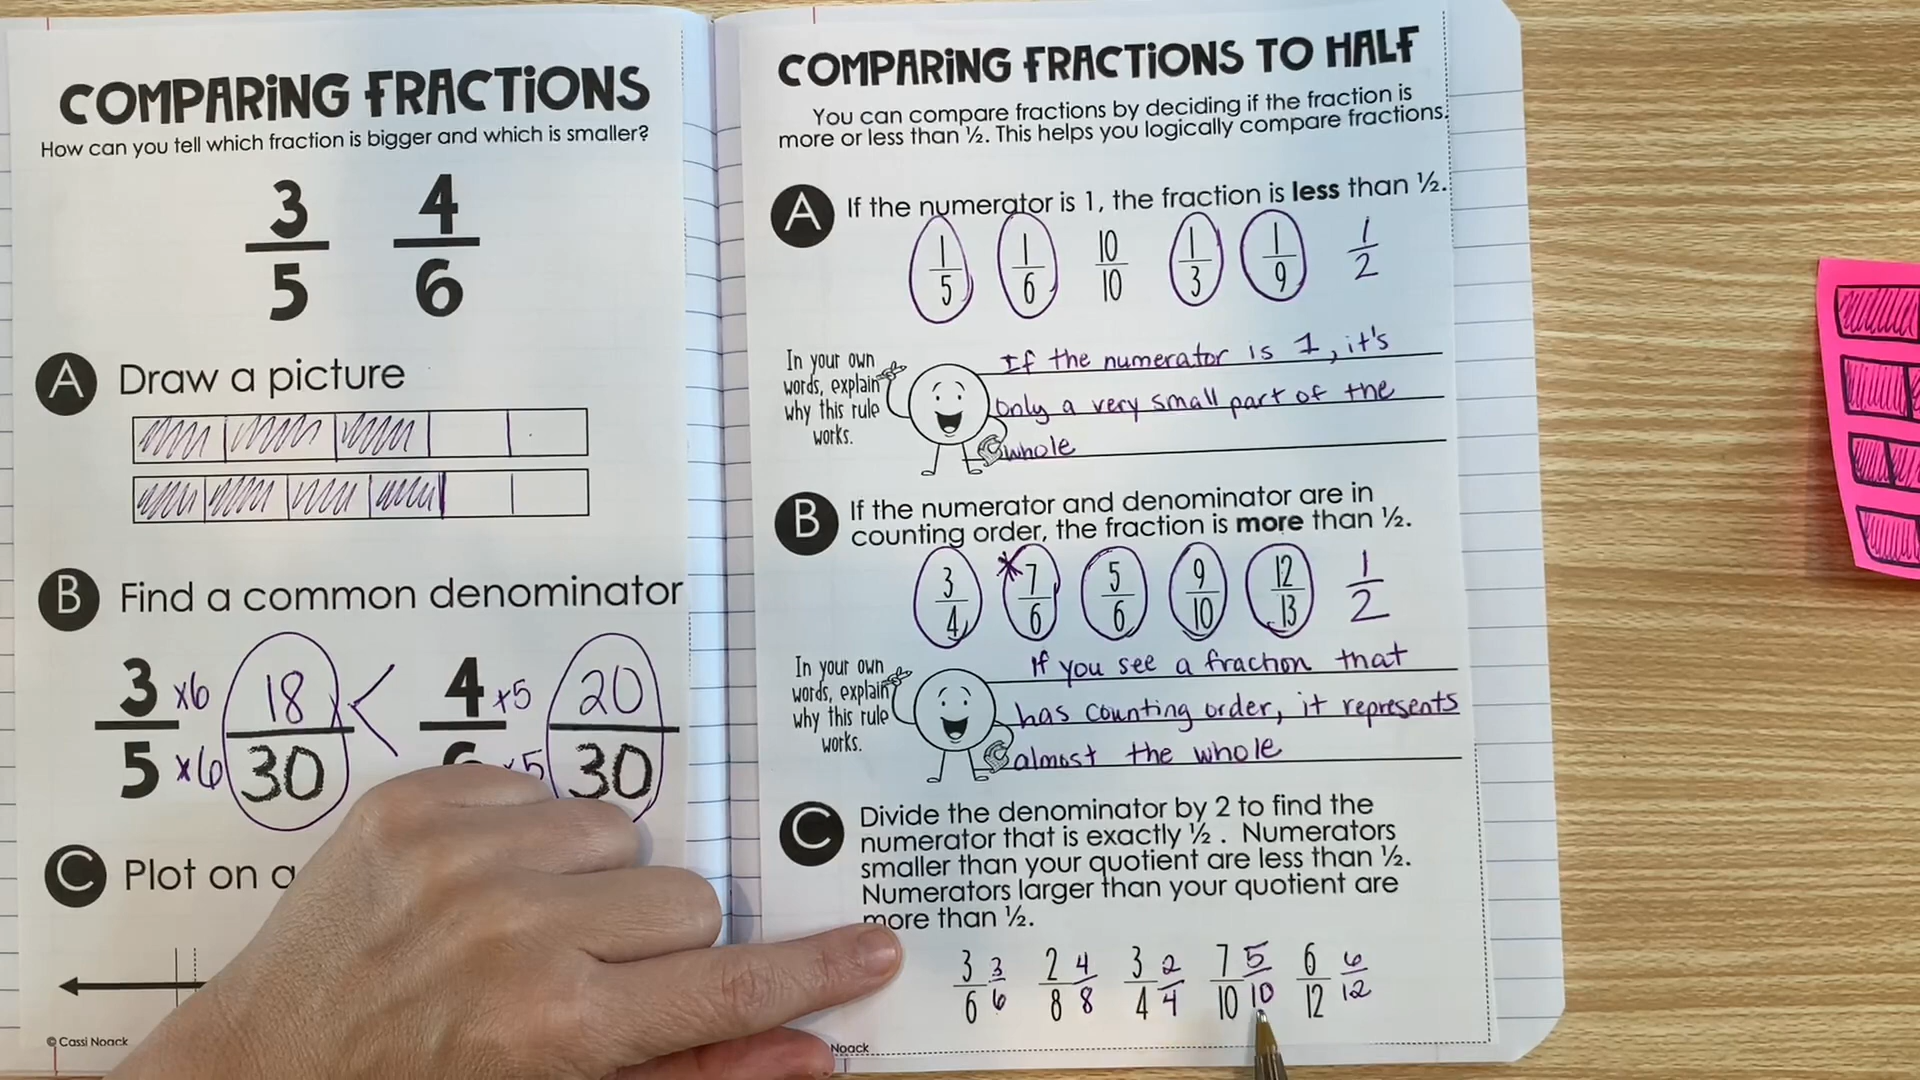 COMPARING FRACTIONS
How can you tell which fraction is bigger and which is smaller?
3/5 4/6
A Draw a picture
B Find a common denominator
3/5 x6 x6 18/30 < 4/6 x5 x5 20/30
C Plot on a
© Cassi Noack
COMPARING FRACTIONS TO HALF
You can compare fractions by deciding if the fraction is
more or less than ½. This helps you logically compare fractions.
A If the numerator is 1, the fraction is less than ½.
1/5 1/6 10/10 1/3 1/9 1/2
In your own
words, explain
why this rule
works.
If the numerator is 1, it's
only a very small part of the
whole
B If the numerator and denominator are in
counting order, the fraction is more than ½.
3/4 *7/6 5/6 9/10 12/13 1/2
In your own
words, explain
why this rule
works.
If you see a fraction that
has counting order, it represents
almost the whole
C Divide the denominator by 2 to find the
numerator that is exactly ½. Numerators
smaller than your quotient are less than ½.
Numerators larger than your quotient are
more than ½.
3/6 3/6 2/8 4/8 3/4 2/4 7/10 5/10 6/12 6/12
Noack